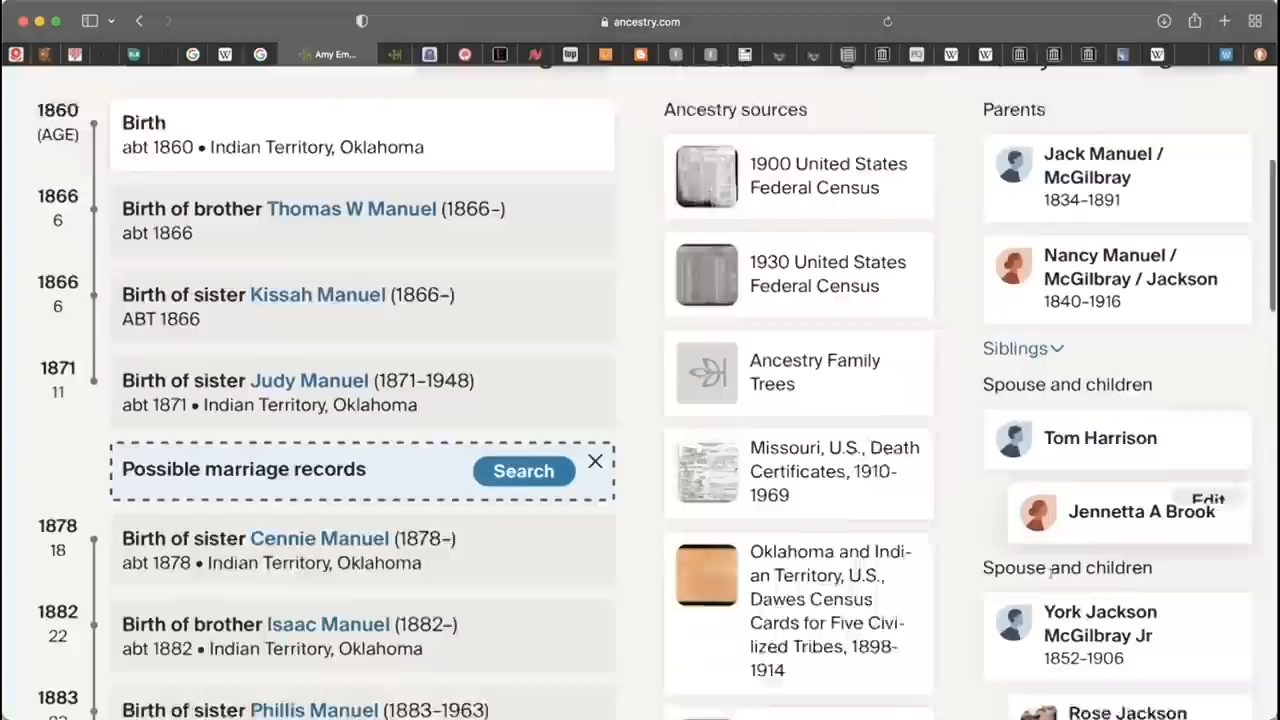 ancestry.com
Amy Em...
1860
(AGE)
Birth
abt 1860 • Indian Territory, Oklahoma
1866
6
Birth of brother Thomas W Manuel (1866–)
abt 1866
1866
6
Birth of sister Kissah Manuel (1866–)
ABT 1866
1871
11
Birth of sister Judy Manuel (1871–1948)
abt 1871 • Indian Territory, Oklahoma
Possible marriage records
Search
1878
18
Birth of sister Cennie Manuel (1878–)
abt 1878 • Indian Territory, Oklahoma
1882
22
Birth of brother Isaac Manuel (1882–)
abt 1882 • Indian Territory, Oklahoma
1883
Birth of sister Phillis Manuel (1883–1963)
Ancestry sources
1900 United States
Federal Census
1930 United States
Federal Census
Ancestry Family
Trees
Missouri, U.S., Death
Certificates, 1910-
1969
Oklahoma and Indi-
an Territory, U.S.,
Dawes Census
Cards for Five Civi-
lized Tribes, 1898-
1914
Parents
Jack Manuel /
McGilbray
1834–1891
Nancy Manuel /
McGilbray / Jackson
1840–1916
Siblings
Spouse and children
Tom Harrison
Edit
Jennetta A Brook
Spouse and children
York Jackson
McGilbray Jr
1852–1906
Rose Jackson